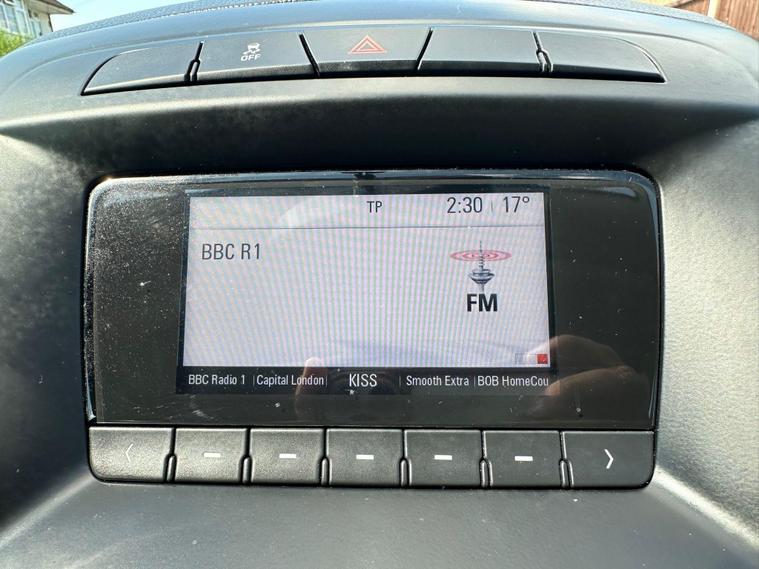 OFF
TP 2:30 17°
BBC R1
FM
BBC Radio 1 Capital London KISS Smooth Extra BOB HomeCou